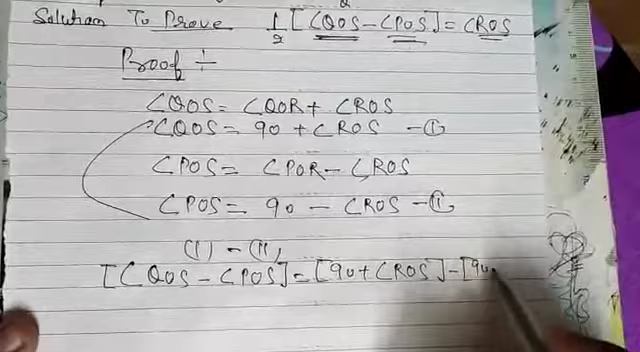 Solution To Prove 1/2 [∠QOS-∠POS]=∠ROS
Proof ÷
∠QOS= ∠QOR+ ∠ROS
∠QOS= 90 + ∠ROS -(I)
∠POS= ∠POR- ∠ROS
∠POS= 90 - ∠ROS -(II)
(I) - (II),
[∠QOS - ∠POS]=[90+∠ROS]-[90